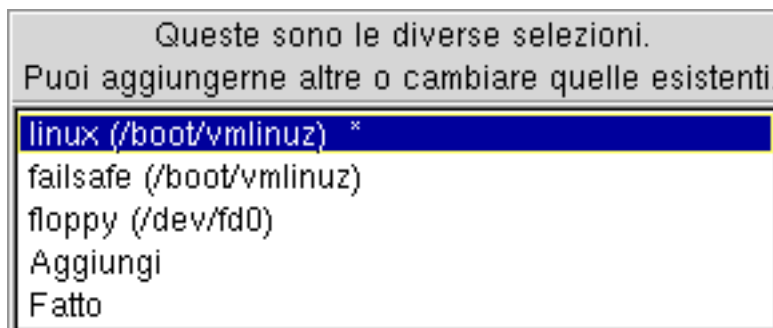 Queste sono le diverse selezioni.
Puoi aggiungerne altre o cambiare quelle esistenti.
linux (/boot/vmlinuz) *
failsafe (/boot/vmlinuz)
floppy (/dev/fd0)
Aggiungi
Fatto